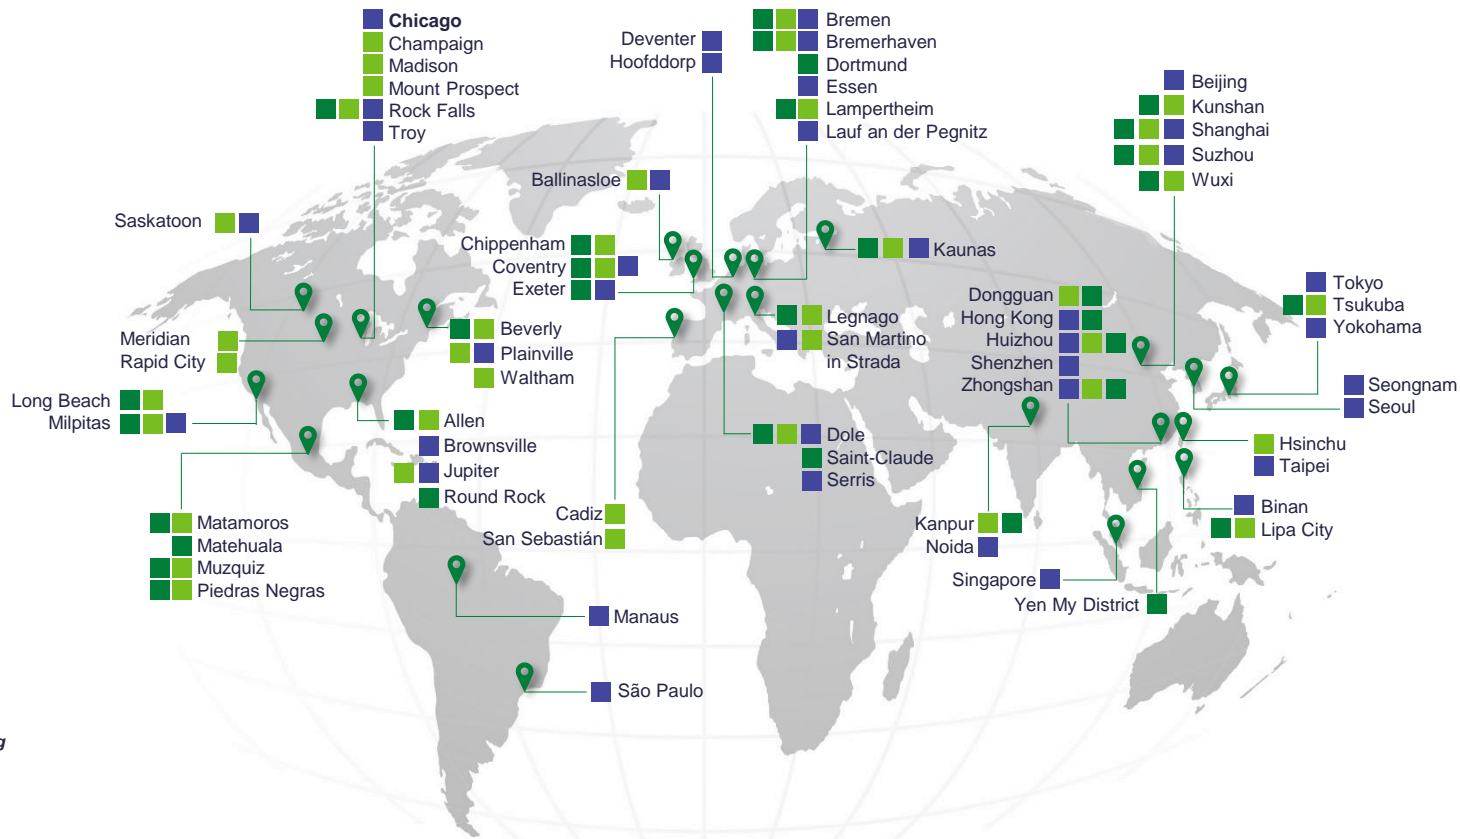 Chicago
Champaign
Madison
Mount Prospect
Rock Falls
Troy
Deventer
Hoofddorp
Bremen
Bremerhaven
Dortmund
Essen
Lampertheim
Lauf an der Pegnitz
Beijing
Kunshan
Shanghai
Suzhou
Wuxi
Ballinasloe
Saskatoon
Chippenham
Coventry
Exeter
Kaunas
Tokyo
Tsukuba
Yokohama
Dongguan
Hong Kong
Huizhou
Shenzhen
Zhongshan
Legnago
San Martino
in Strada
Meridian
Rapid City
Beverly
Plainville
Waltham
Long Beach
Milpitas
Seongnam
Seoul
Allen
Brownsville
Jupiter
Round Rock
Dole
Saint-Claude
Serris
Hsinchu
Taipei
Matamoros
Matehuala
Muzquiz
Piedras Negras
Cadiz
San Sebastián
Kanpur
Noida
Binan
Lipa City
Singapore
Yen My District
Manaus
São Paulo